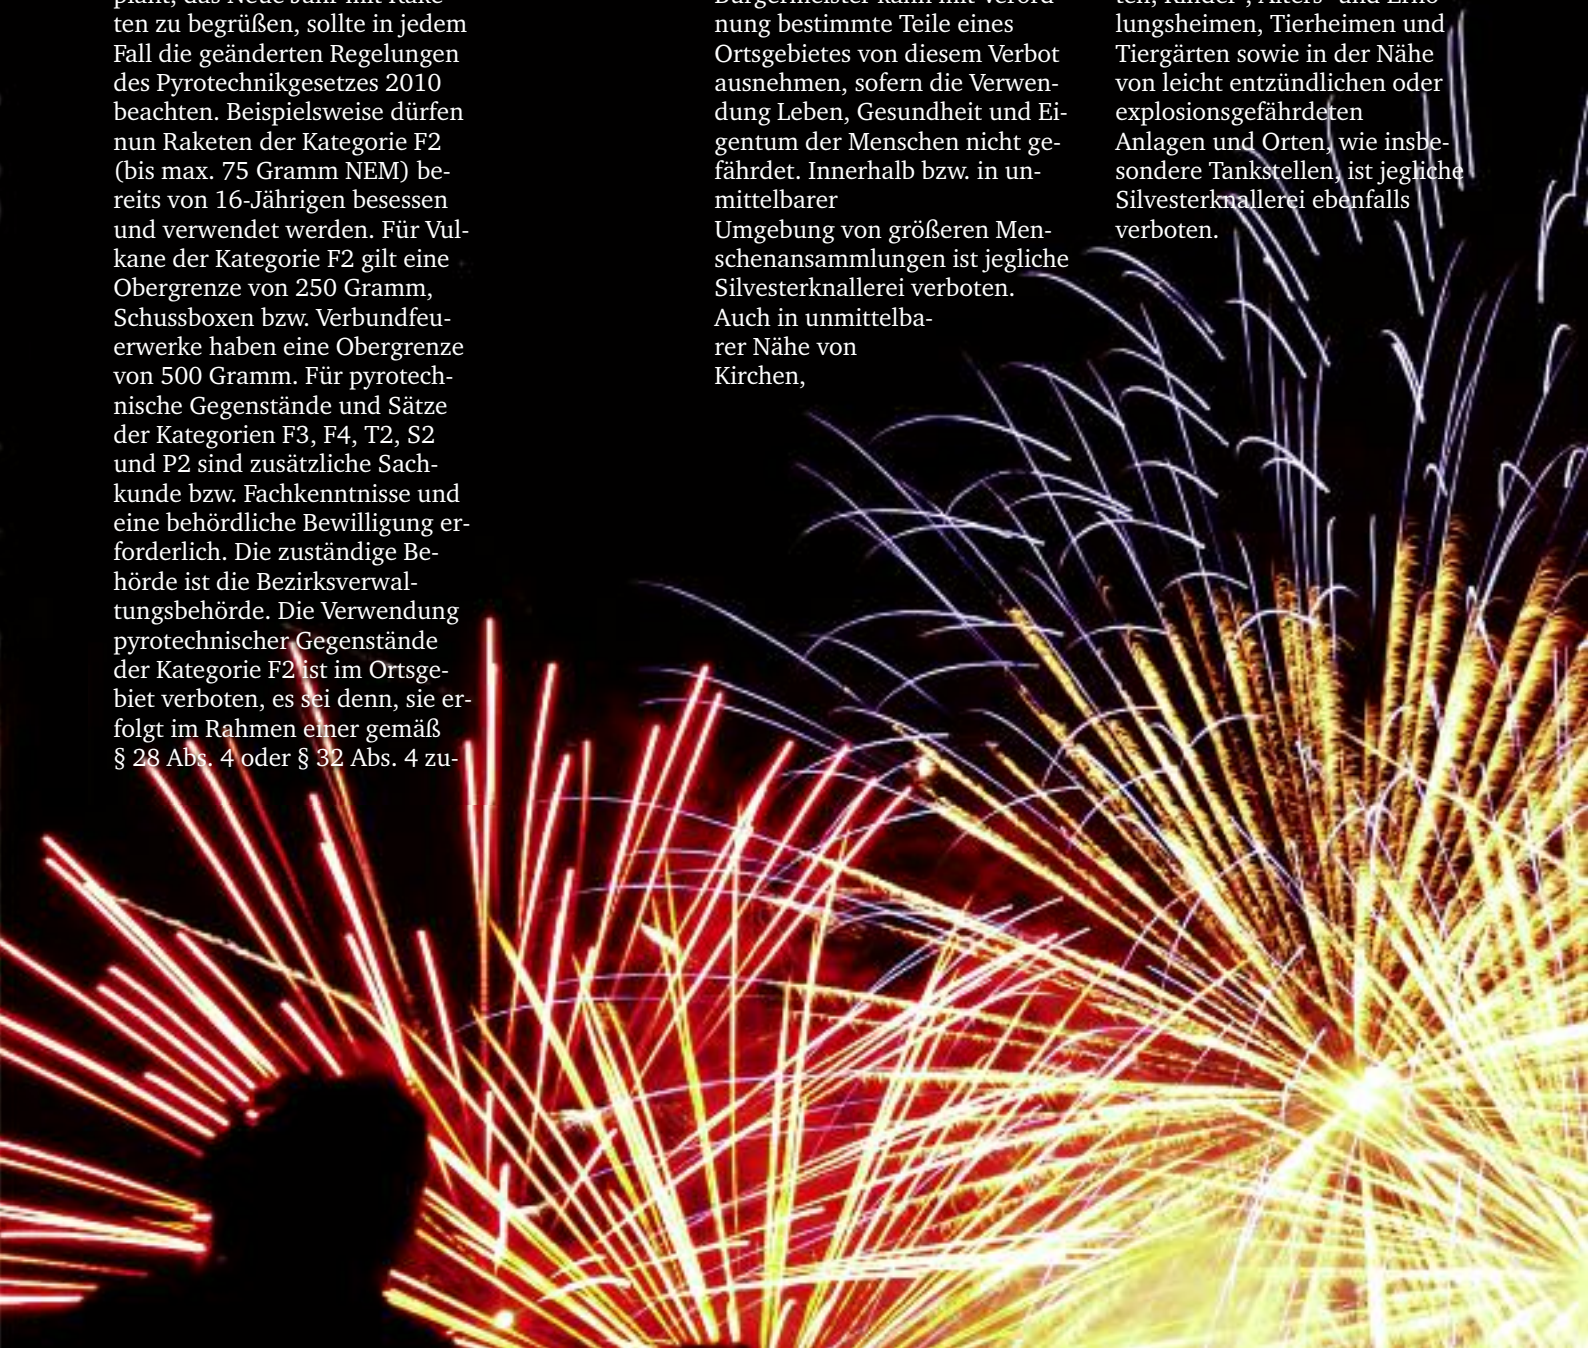 ten zu begrüßen, sollte in jedem
Fall die geänderten Regelungen
des Pyrotechnikgesetzes 2010
beachten. Beispielsweise dürfen
nun Raketen der Kategorie F2
(bis max. 75 Gramm NEM) be-
reits von 16-Jährigen besessen
und verwendet werden. Für Vul-
kane der Kategorie F2 gilt eine
Obergrenze von 250 Gramm,
Schussboxen bzw. Verbundfeu-
erwerke haben eine Obergrenze
von 500 Gramm. Für pyrotech-
nische Gegenstände und Sätze
der Kategorien F3, F4, T2, S2
und P2 sind zusätzliche Sach-
kunde bzw. Fachkenntnisse und
eine behördliche Bewilligung er-
forderlich. Die zuständige Be-
hörde ist die Bezirksverwal-
tungsbehörde. Die Verwendung
pyrotechnischer Gegenstände
der Kategorie F2 ist im Ortsge-
biet verboten, es sei denn, sie er-
folgt im Rahmen einer gemäß
§ 28 Abs. 4 oder § 32 Abs. 4 zu-
nung bestimmte Teile eines
Ortsgebietes von diesem Verbot
ausnehmen, sofern die Verwen-
dung Leben, Gesundheit und Ei-
gentum der Menschen nicht ge-
fährdet. Innerhalb bzw. in un-
mittelbarer
Umgebung von größeren Men-
schenansammlungen ist jegliche
Silvesterknallerei verboten.
Auch in unmittelba-
rer Nähe von
Kirchen,
lungsheimen, Tierheimen und
Tiergärten sowie in der Nähe
von leicht entzündlichen oder
explosionsgefährdeten
Anlagen und Orten, wie insbe-
sondere Tankstellen, ist jegliche
Silvesterknallerei ebenfalls
verboten.